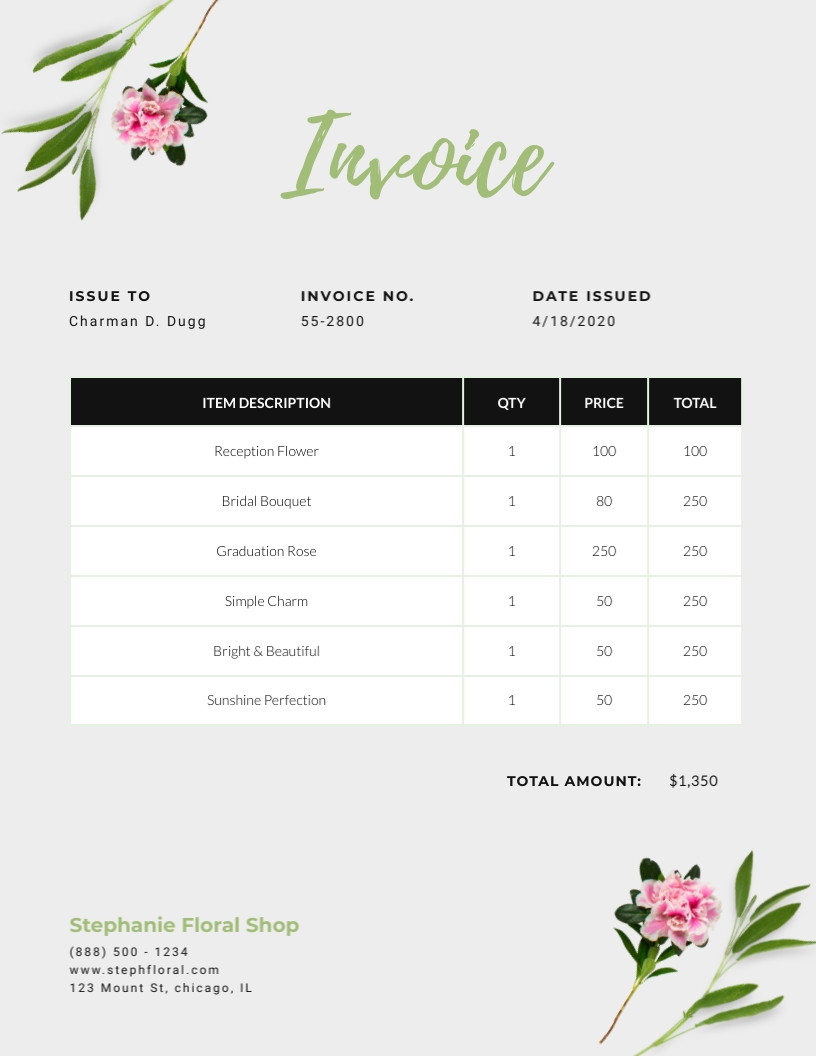 Invoice
ISSUE TO INVOICE NO. DATE ISSUED
Charman D. Dugg 55-2800 4/18/2020
ITEM DESCRIPTION QTY PRICE TOTAL
Reception Flower 1 100 100
Bridal Bouquet 1 80 250
Graduation Rose 1 250 250
Simple Charm 1 50 250
Bright & Beautiful 1 50 250
Sunshine Perfection 1 50 250
TOTAL AMOUNT: $1,350
Stephanie Floral Shop
(888) 500 - 1234
www.stephfloral.com
123 Mount St, chicago, IL